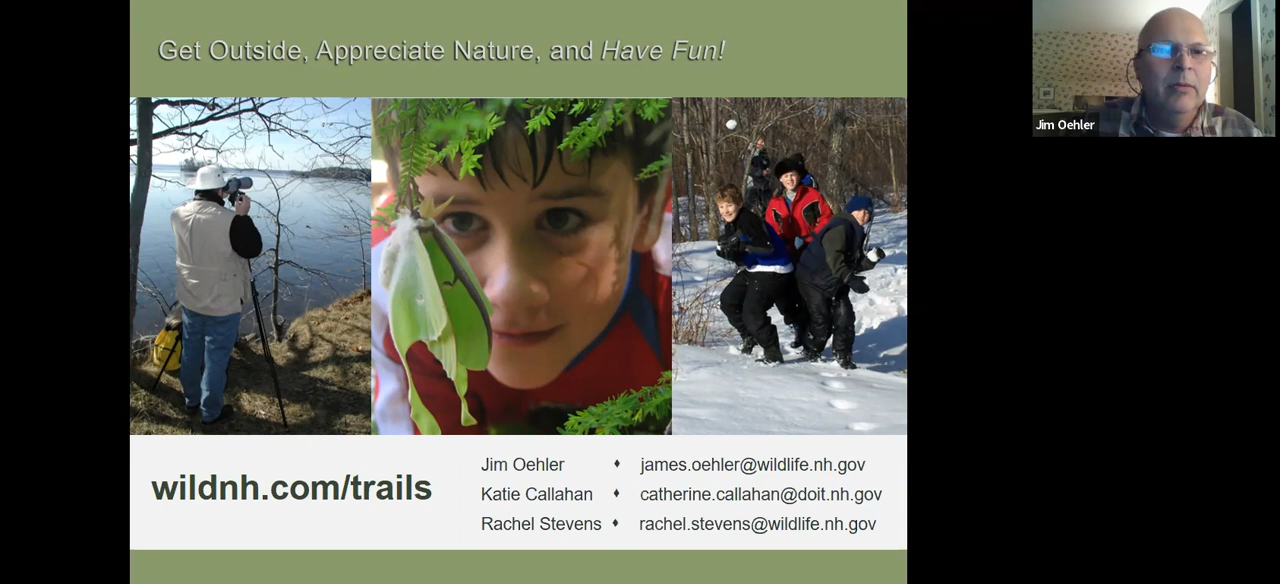 Get Outside, Appreciate Nature, and Have Fun!
Jim Oehler
wildnh.com/trails
Jim Oehler ♦ james.oehler@wildlife.nh.gov
Katie Callahan ♦ catherine.callahan@doit.nh.gov
Rachel Stevens ♦ rachel.stevens@wildlife.nh.gov